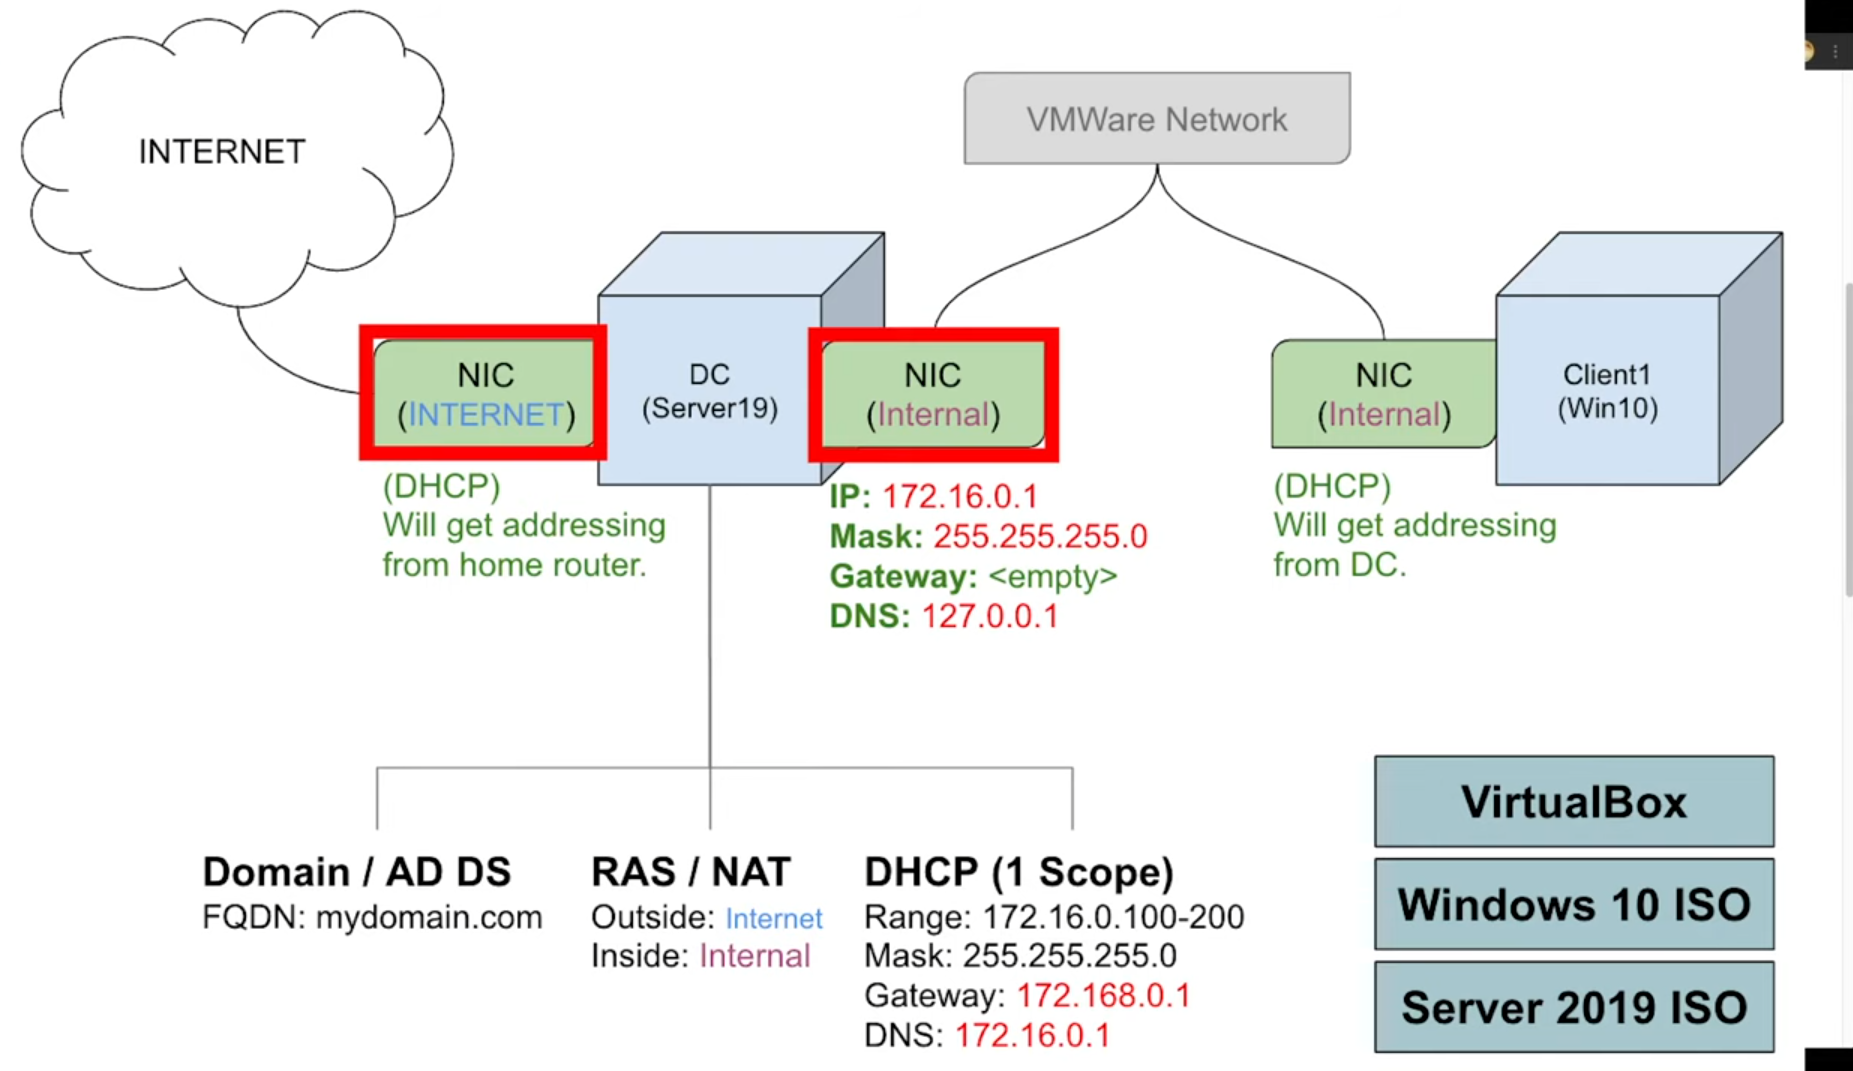 INTERNET
VMWare Network
NIC
(INTERNET)
DC
(Server19)
NIC
(Internal)
NIC
(Internal)
Client1
(Win10)
(DHCP)
Will get addressing
from home router.
IP: 172.16.0.1
Mask: 255.255.255.0
Gateway: <empty>
DNS: 127.0.0.1
(DHCP)
Will get addressing
from DC.
Domain / AD DS
FQDN: mydomain.com
RAS / NAT
Outside: Internet
Inside: Internal
DHCP (1 Scope)
Range: 172.16.0.100-200
Mask: 255.255.255.0
Gateway: 172.168.0.1
DNS: 172.16.0.1
VirtualBox
Windows 10 ISO
Server 2019 ISO